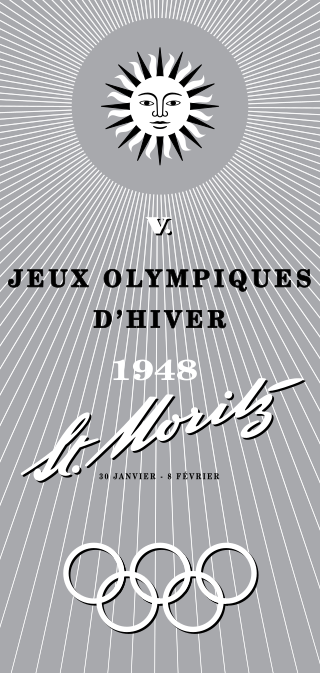 V.
JEUX OLYMPIQUES
D'HIVER
1948
St. Moritz
30 JANVIER - 8 FÉVRIER